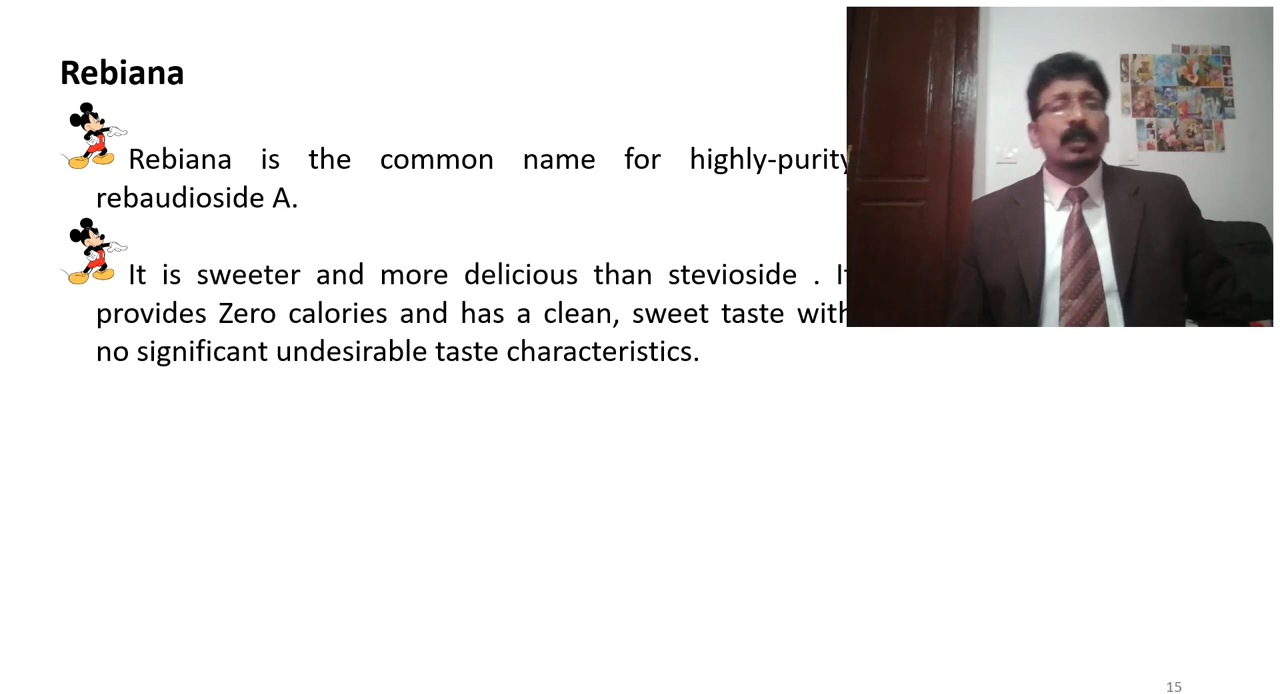 Rebiana
Rebiana is the common name for highly-purity
rebaudioside A.
It is sweeter and more delicious than stevioside . It
provides Zero calories and has a clean, sweet taste with
no significant undesirable taste characteristics.
15